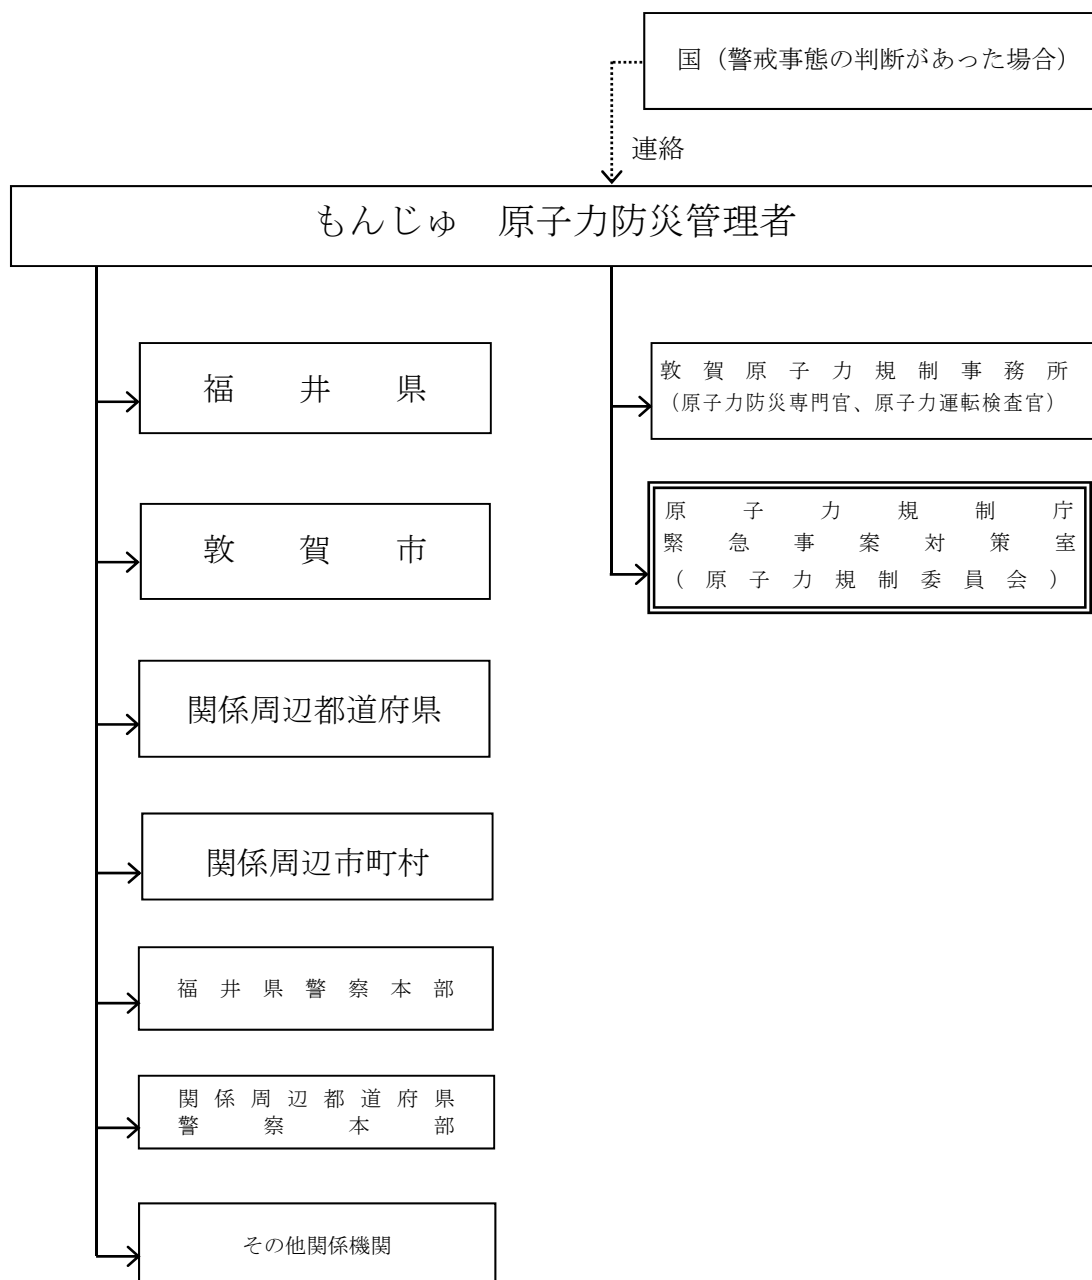 国（警戒事態の判断があった場合）
連絡
もんじゅ　原子力防災管理者
福井県
敦賀市
関係周辺都道府県
関係周辺市町村
福井県警察本部
関係周辺都道府県
警察本部
その他関係機関
敦賀原子力規制事務所
（原子力防災専門官、原子力運転検査官）
原子力規制庁
緊急事案対策室
（原子力規制委員会）